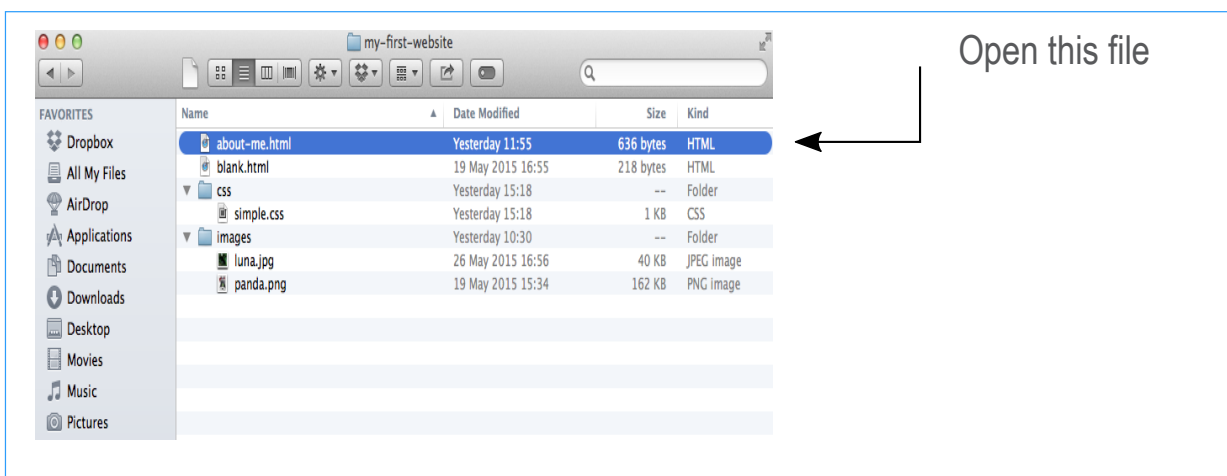 my-first-website
Open this file
FAVORITES
Dropbox
All My Files
AirDrop
Applications
Documents
Downloads
Desktop
Movies
Music
Pictures
Name Date Modified Size Kind
about-me.html Yesterday 11:55 636 bytes HTML
blank.html 19 May 2015 16:55 218 bytes HTML
css Yesterday 15:18 -- Folder
simple.css Yesterday 15:18 1 KB CSS
images Yesterday 10:30 -- Folder
luna.jpg 26 May 2015 16:56 40 KB JPEG image
panda.png 19 May 2015 15:34 162 KB PNG image